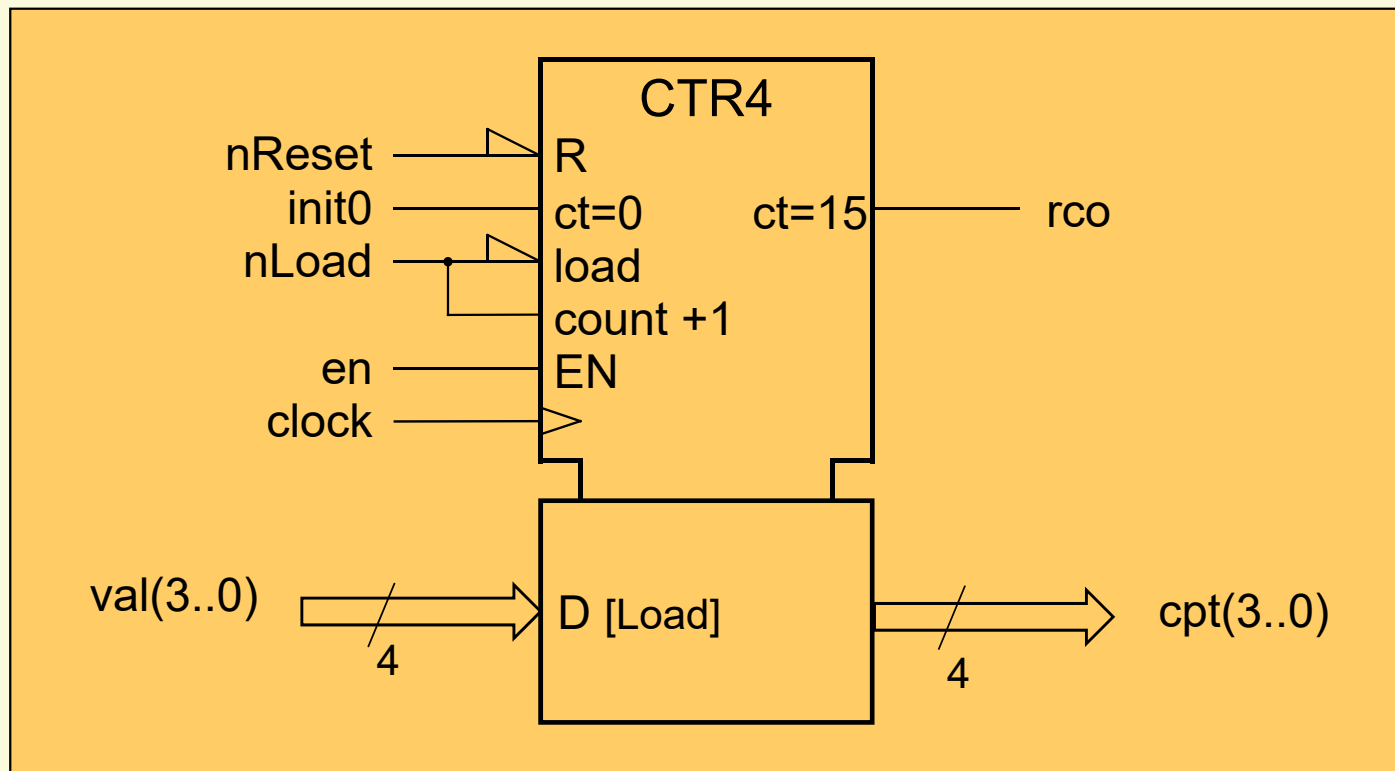 CTR4
nReset
R
init0
ct=0
ct=15
rco
nLoad
load
count +1
en
EN
clock
val(3..0)
4
D [Load]
4
cpt(3..0)